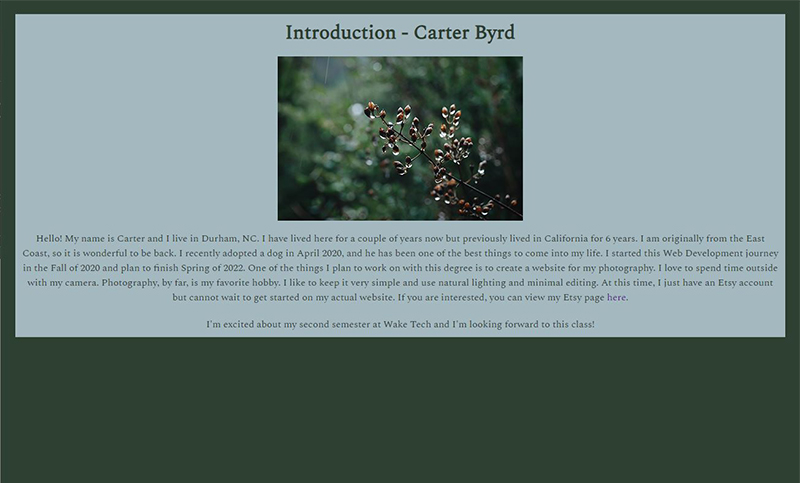 Introduction - Carter Byrd
Hello! My name is Carter and I live in Durham, NC. I have lived here for a couple of years now but previously lived in California for 6 years. I am originally from the East
Coast, so it is wonderful to be back. I recently adopted a dog in April 2020, and he has been one of the best things to come into my life. I started this Web Development journey
in the Fall of 2020 and plan to finish Spring of 2022. One of the things I plan to work on with this degree is to create a website for my photography. I love to spend time outside
with my camera. Photography, by far, is my favorite hobby. I like to keep it very simple and use natural lighting and minimal editing. At this time, I just have an Etsy account
but cannot wait to get started on my actual website. If you are interested, you can view my Etsy page here.
I'm excited about my second semester at Wake Tech and I'm looking forward to this class!